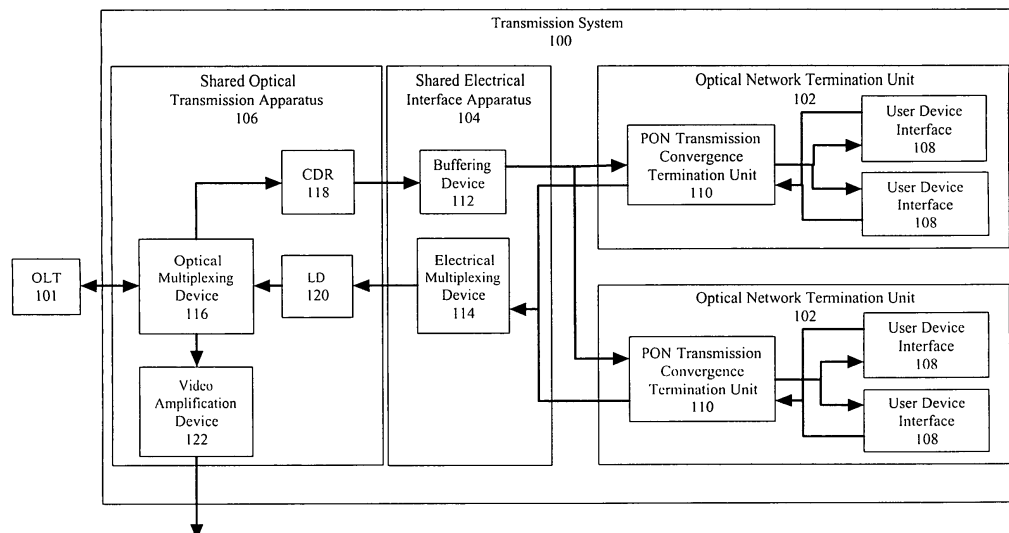 Transmission System
100
Shared Optical
Transmission Apparatus
106
Shared Electrical
Interface Apparatus
104
Optical Network Termination Unit
102
CDR
118
Buffering
Device
112
PON Transmission
Convergence
Termination Unit
110
User Device
Interface
108
User Device
Interface
108
OLT
101
Optical
Multiplexing
Device
116
LD
120
Electrical
Multiplexing
Device
114
Video
Amplification
Device
122
Optical Network Termination Unit
102
PON Transmission
Convergence
Termination Unit
110
User Device
Interface
108
User Device
Interface
108